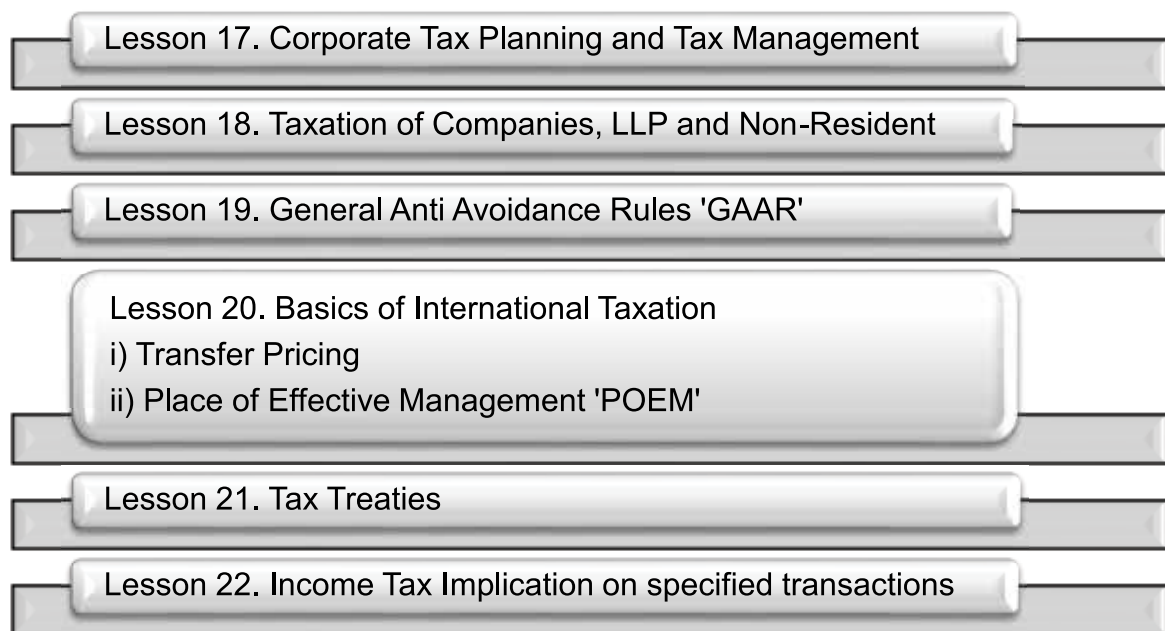 Lesson 17. Corporate Tax Planning and Tax Management
Lesson 18. Taxation of Companies, LLP and Non-Resident
Lesson 19. General Anti Avoidance Rules 'GAAR'
Lesson 20. Basics of International Taxation
i) Transfer Pricing
ii) Place of Effective Management 'POEM'
Lesson 21. Tax Treaties
Lesson 22. Income Tax Implication on specified transactions